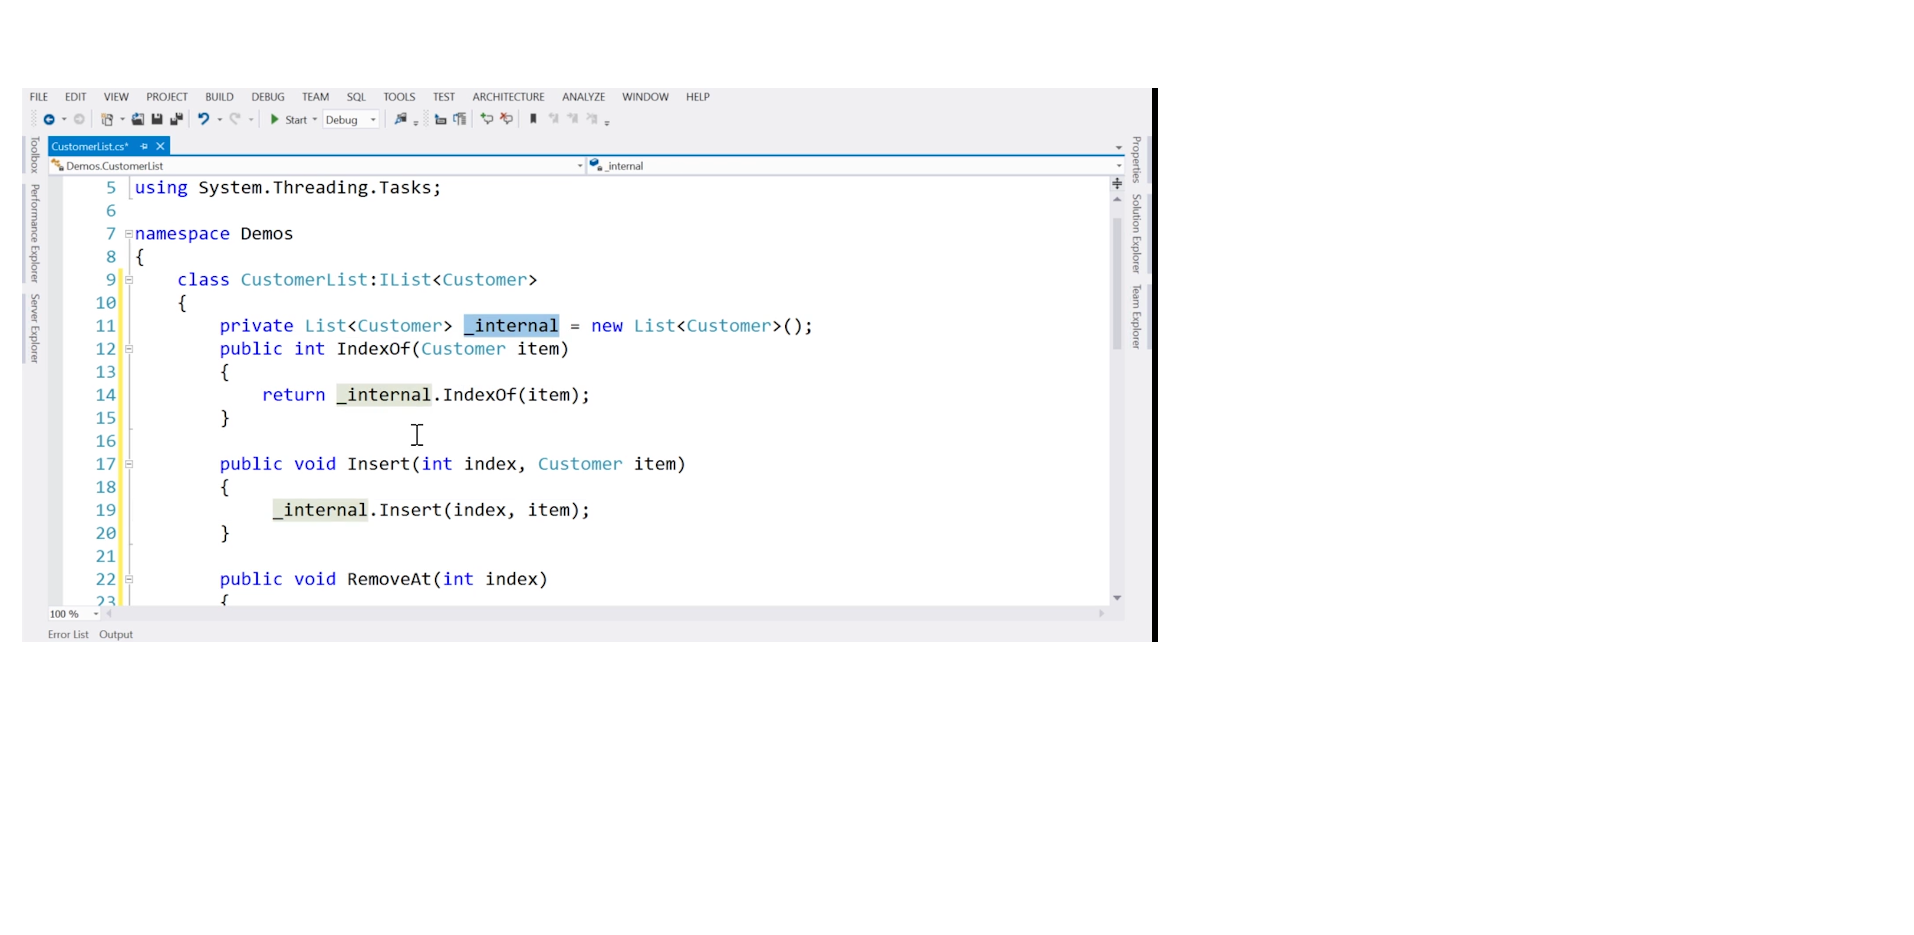 FILE EDIT VIEW PROJECT BUILD DEBUG TEAM SQL TOOLS TEST ARCHITECTURE ANALYZE WINDOW HELP
Start Debug
CustomerList.cs*
Demos.CustomerList _internal
Toolbox
Performance Explorer
Server Explorer
5 using System.Threading.Tasks;
6
7 namespace Demos
8 {
9 class CustomerList:IList<Customer>
10 {
11 private List<Customer> _internal = new List<Customer>();
12 public int IndexOf(Customer item)
13 {
14 return _internal.IndexOf(item);
15 }
16
17 public void Insert(int index, Customer item)
18 {
19 _internal.Insert(index, item);
20 }
21
22 public void RemoveAt(int index)
23 {
Properties
Solution Explorer
Team Explorer
100 %
Error List Output